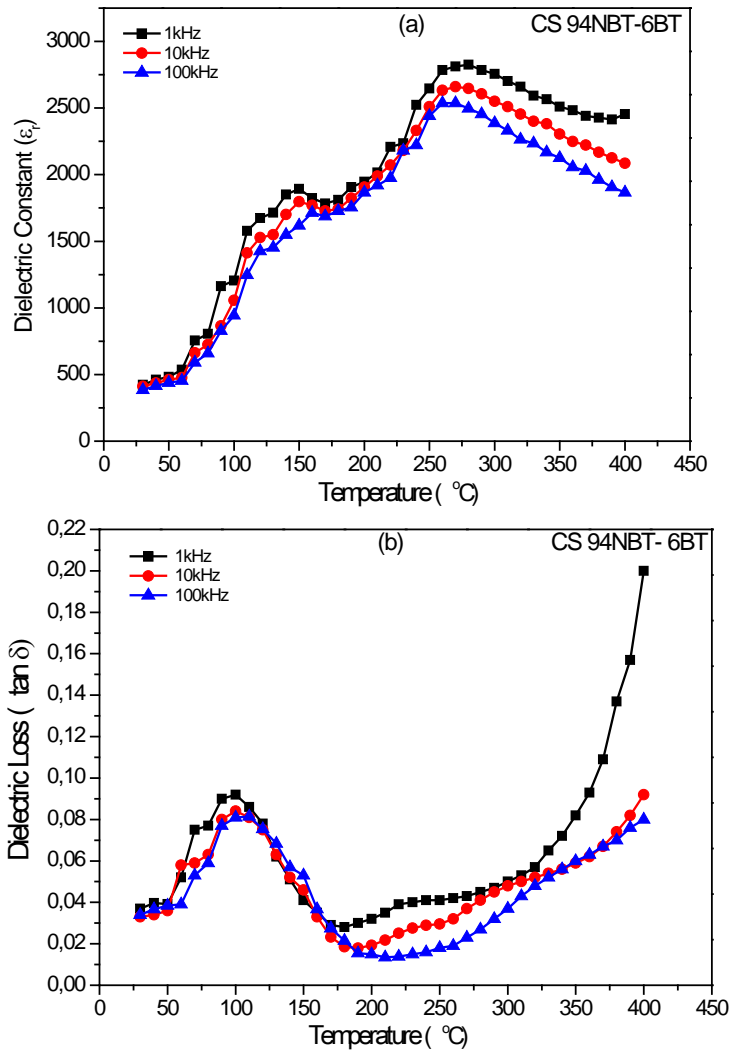 (a)
CS 94NBT-6BT
1kHz
10kHz
100kHz
3000
2500
2000
1500
1000
500
0
Dielectric Constant (εr)
0 50 100 150 200 250 300 350 400 450
Temperature ( °C)
(b)
CS 94NBT- 6BT
1kHz
10kHz
100kHz
0,22
0,20
0,18
0,16
0,14
0,12
0,10
0,08
0,06
0,04
0,02
0,00
Dielectric Loss ( tan δ)
0 50 100 150 200 250 300 350 400 450
Temperature ( °C)